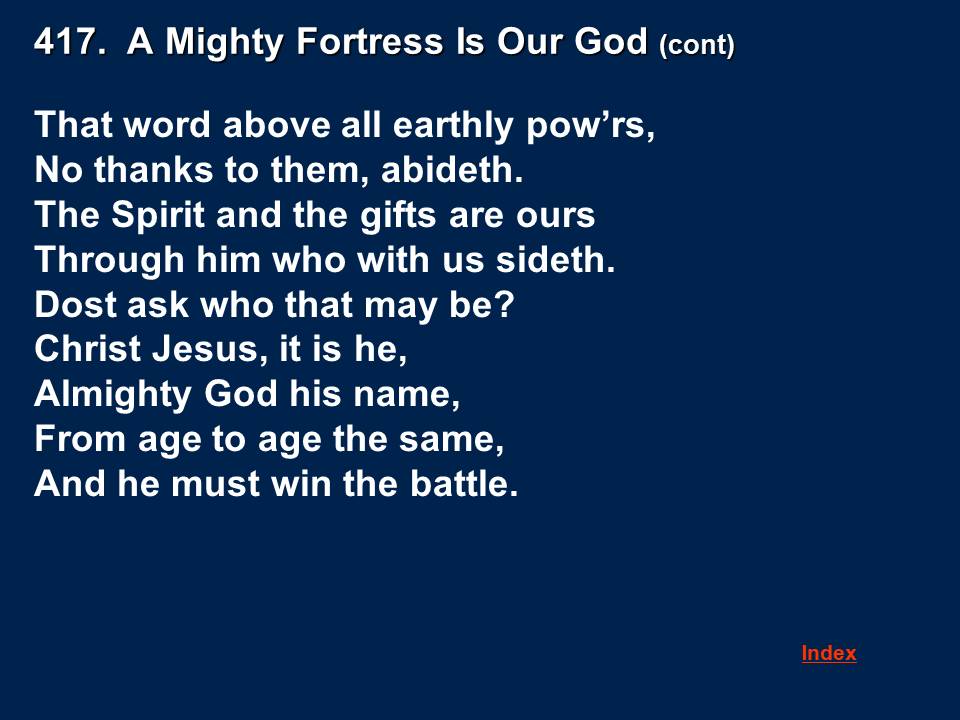 417.  A Mighty Fortress Is Our God (cont)
That word above all earthly pow’rs,
No thanks to them, abideth.
The Spirit and the gifts are ours
Through him who with us sideth.
Dost ask who that may be?
Christ Jesus, it is he,
Almighty God his name,
From age to age the same,
And he must win the battle.
Index